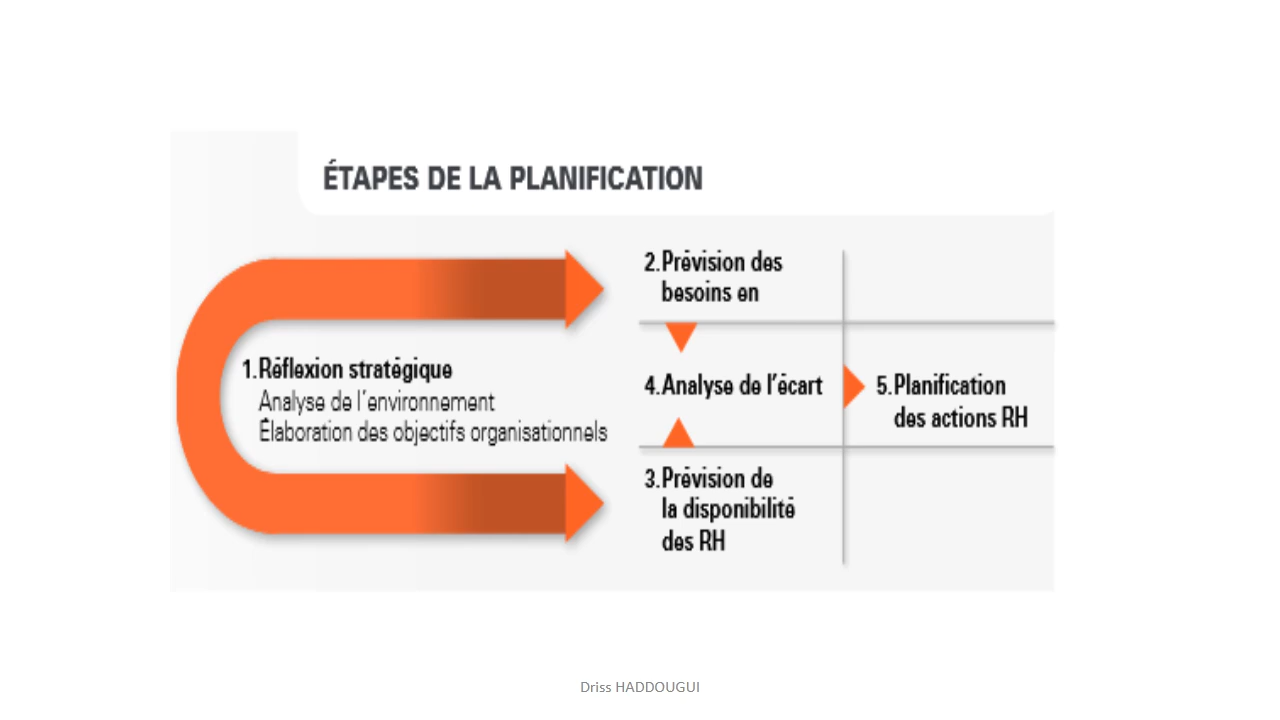 ÉTAPES DE LA PLANIFICATION
1.Réflexion stratégique
Analyse de l'environnement
Élaboration des objectifs organisationnels
2.Prévision des
besoins en
4.Analyse de l'écart
5.Planification
des actions RH
3.Prévision de
la disponibilité
des RH
Driss HADDOUGUI